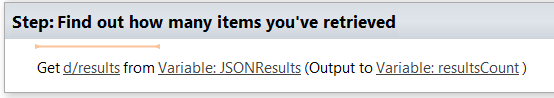 Step: Find out how many items you've retrieved
Get d/results from Variable: JSONResults (Output to Variable: resultsCount )